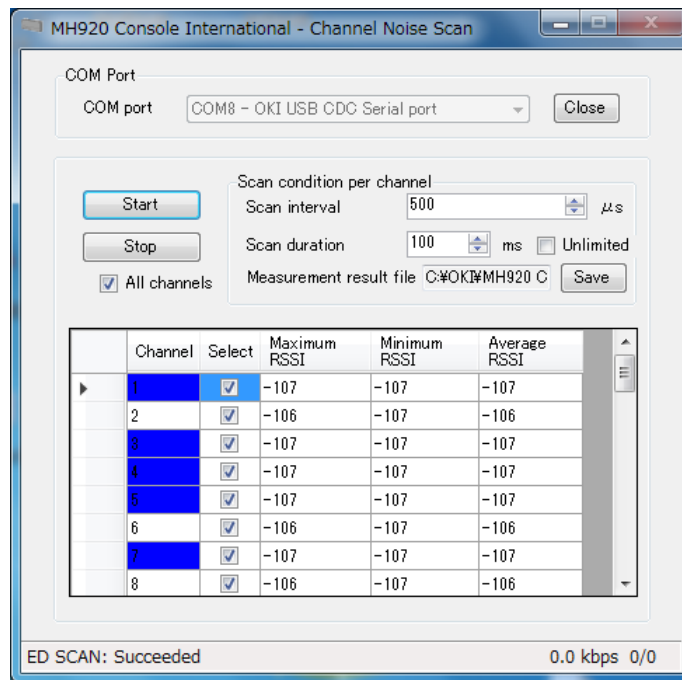 MH920 Console International - Channel Noise Scan
COM Port
COM port COM8 - OKI USB CDC Serial port Close
Scan condition per channel
Start Scan interval 500 μs
Stop Scan duration 100 ms Unlimited
All channels Measurement result file C:¥OKI¥MH920 C Save
Channel Select Maximum RSSI Minimum RSSI Average RSSI
1 -107 -107 -107
2 -106 -107 -106
3 -107 -107 -107
4 -107 -107 -107
5 -107 -107 -107
6 -106 -107 -106
7 -107 -107 -107
8 -106 -107 -106
ED SCAN: Succeeded 0.0 kbps 0/0